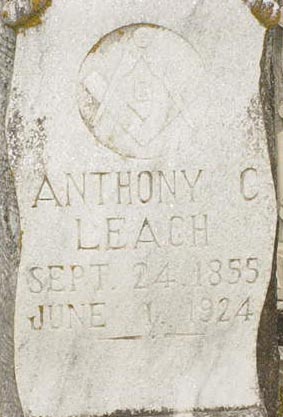 G
ANTHONY C.
LEACH
SEPT. 24. 1855
JUNE 1. 1924